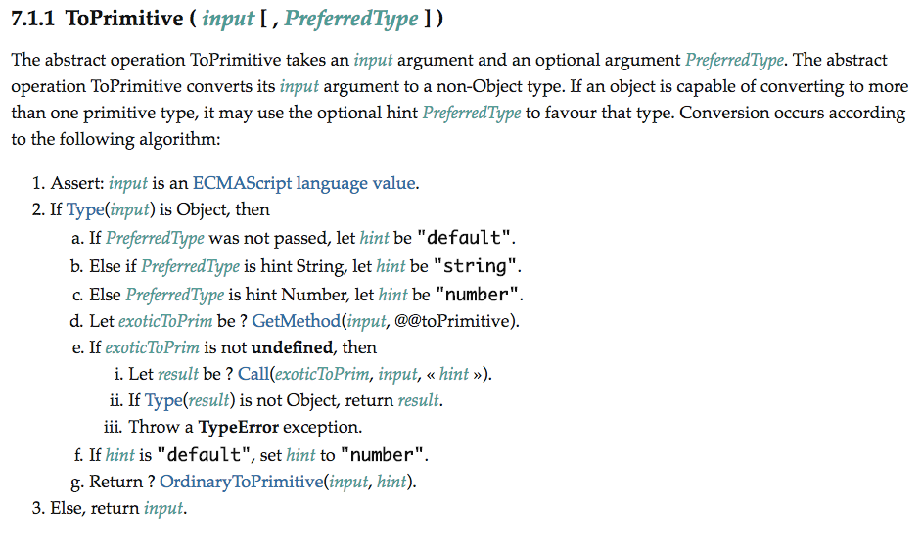 7.1.1 ToPrimitive ( input [ , PreferredType ] )
The abstract operation ToPrimitive takes an input argument and an optional argument PreferredType. The abstract
operation ToPrimitive converts its input argument to a non-Object type. If an object is capable of converting to more
than one primitive type, it may use the optional hint PreferredType to favour that type. Conversion occurs according
to the following algorithm:
1. Assert: input is an ECMAScript language value.
2. If Type(input) is Object, then
a. If PreferredType was not passed, let hint be "default".
b. Else if PreferredType is hint String, let hint be "string".
c. Else PreferredType is hint Number, let hint be "number".
d. Let exoticToPrim be ? GetMethod(input, @@toPrimitive).
e. If exoticToPrim is not undefined, then
i. Let result be ? Call(exoticToPrim, input, « hint »).
ii. If Type(result) is not Object, return result.
iii. Throw a TypeError exception.
f. If hint is "default", set hint to "number".
g. Return ? OrdinaryToPrimitive(input, hint).
3. Else, return input.